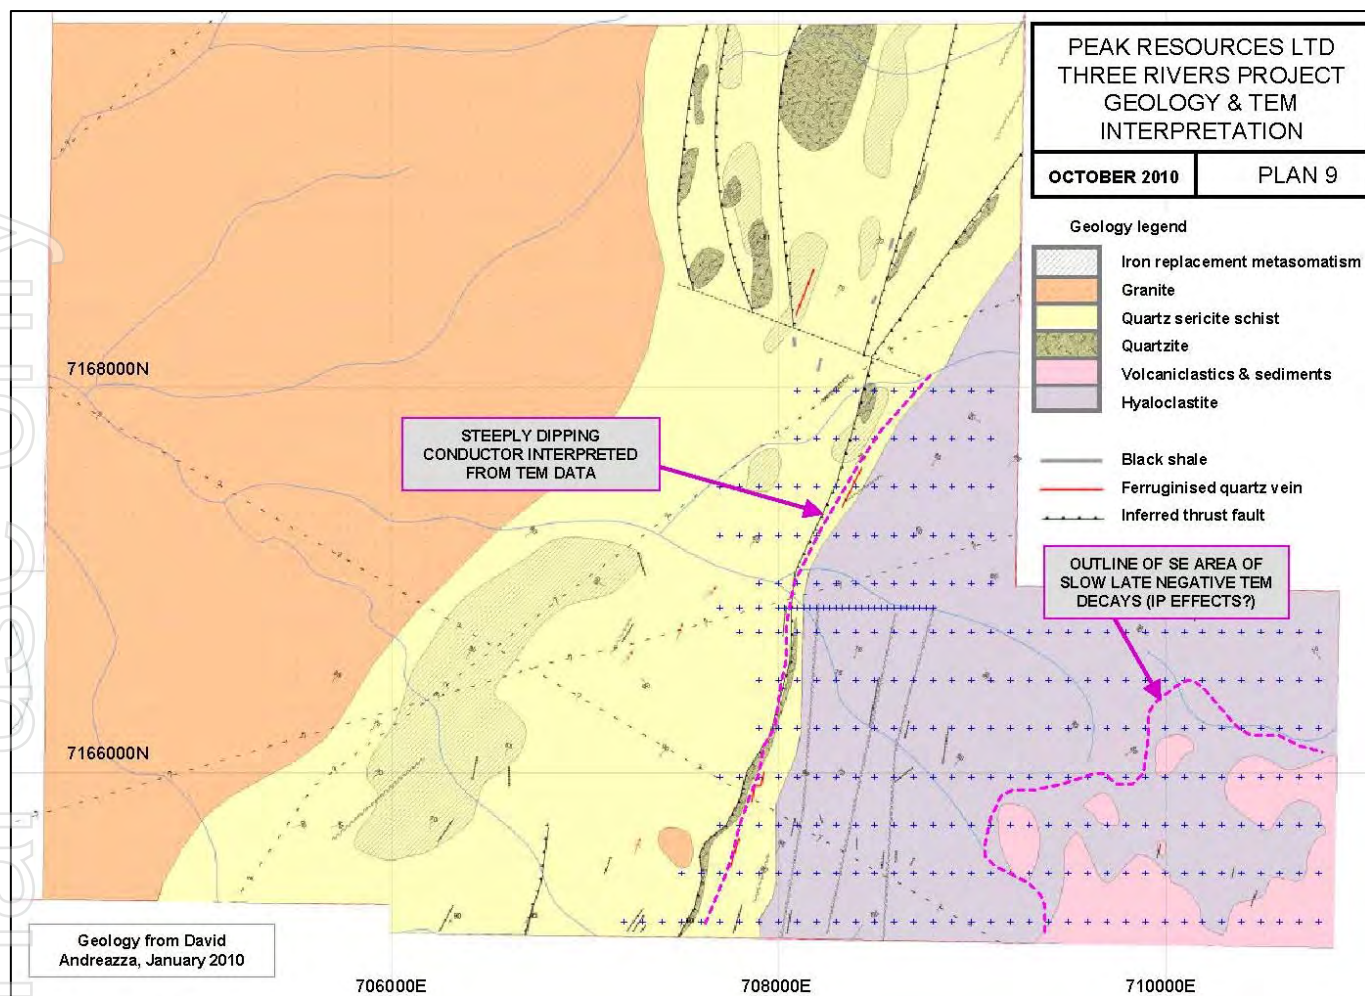 PEAK RESOURCES LTD
THREE RIVERS PROJECT
GEOLOGY & TEM
INTERPRETATION
OCTOBER 2010
PLAN 9
Geology legend
Iron replacement metasomatism
Granite
Quartz sericite schist
Quartzite
Volcaniclastics & sediments
Hyaloclastite
Black shale
Ferruginised quartz vein
Inferred thrust fault
7168000N
STEEPLY DIPPING
CONDUCTOR INTERPRETED
FROM TEM DATA
OUTLINE OF SE AREA OF
SLOW LATE NEGATIVE TEM
DECAYS (IP EFFECTS?)
7166000N
Geology from David
Andreazza, January 2010
706000E
708000E
710000E